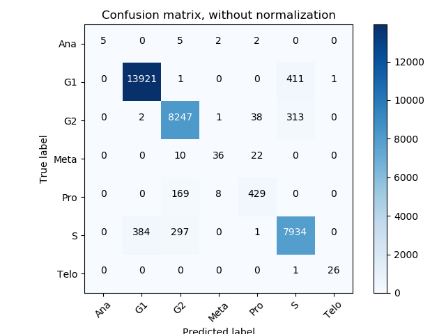 Confusion matrix, without normalization
Ana 5 0 5 2 2 0 0
G1 0 13921 1 0 0 411 1
G2 0 2 8247 1 38 313 0
Meta 0 0 10 36 22 0 0
Pro 0 0 169 8 429 0 0
S 0 384 297 0 1 7934 0
Telo 0 0 0 0 0 1 26
Ana G1 G2 Meta Pro S Telo
True label
Predicted label
12000
10000
8000
6000
4000
2000
0